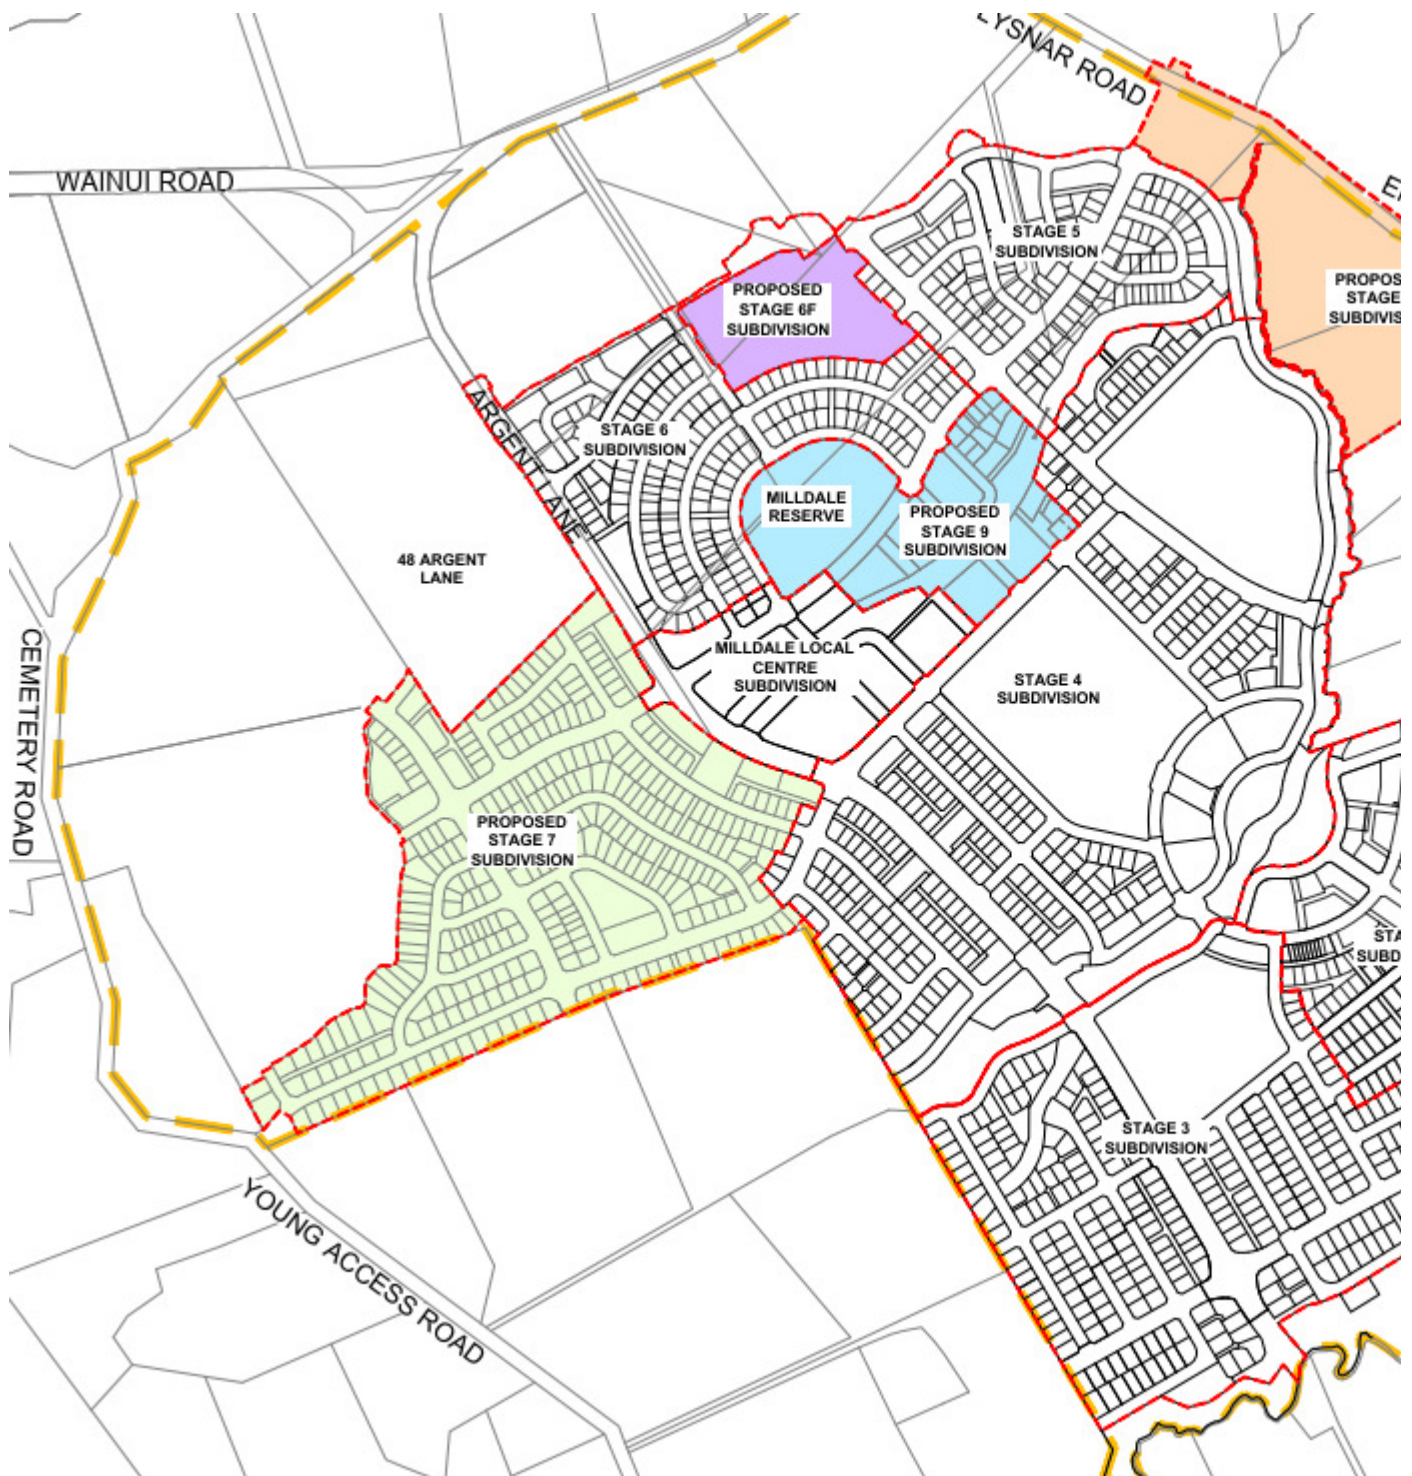 LYSNAR ROAD
WAINUI ROAD
STAGE 5
SUBDIVISION
PROPOSED
STAGE 6F
SUBDIVISION
STAGE
ARGENT LANE
STAGE 6
SUBDIVISION
MILLDALE
RESERVE
PROPOSED
STAGE 9
SUBDIVISION
48 ARGENT
LANE
CEMETERY ROAD
MILLDALE LOCAL
CENTRE
SUBDIVISION
STAGE 4
SUBDIVISION
PROPOSED
STAGE 7
SUBDIVISION
STAGE 3
SUBDIVISION
YOUNG ACCESS ROAD